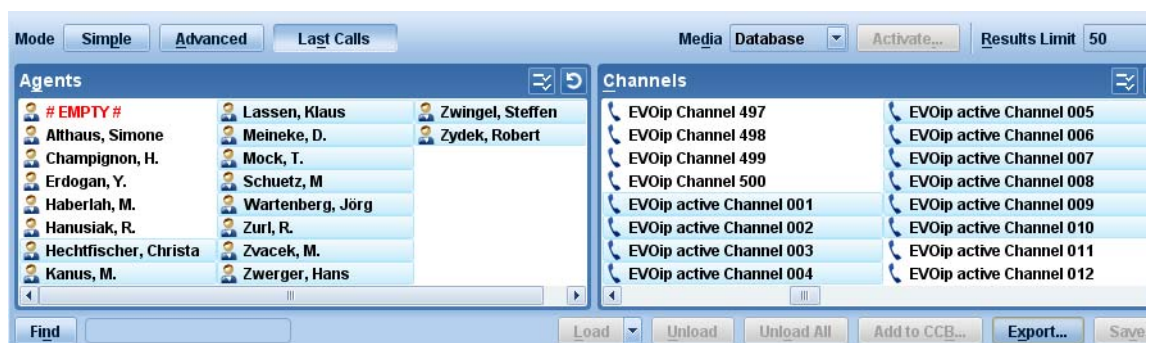 Mode Simple Advanced Last Calls Media Database Activate... Results Limit 50
Agents
# EMPTY # Lassen, Klaus Zwingel, Steffen
Althaus, Simone Meineke, D. Zydek, Robert
Champignon, H. Mock, T.
Erdogan, Y. Schuetz, M
Haberlah, M. Wartenberg, Jörg
Hanusiak, R. Zurl, R.
Hechtfischer, Christa Zvacek, M.
Kanus, M. Zwerger, Hans
Channels
EVOip Channel 497 EVOip active Channel 005
EVOip Channel 498 EVOip active Channel 006
EVOip Channel 499 EVOip active Channel 007
EVOip Channel 500 EVOip active Channel 008
EVOip active Channel 001 EVOip active Channel 009
EVOip active Channel 002 EVOip active Channel 010
EVOip active Channel 003 EVOip active Channel 011
EVOip active Channel 004 EVOip active Channel 012
Find Load Unload Unload All Add to CCB... Export... Save